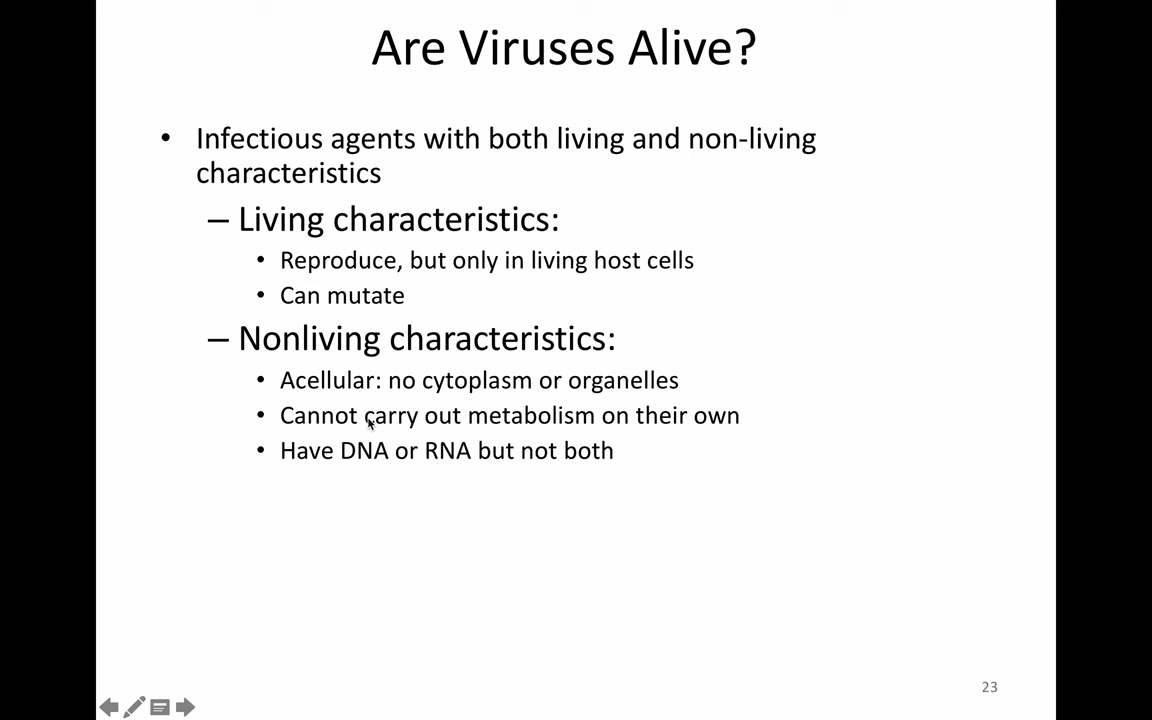 Are Viruses Alive?
• Infectious agents with both living and non-living
characteristics
– Living characteristics:
• Reproduce, but only in living host cells
• Can mutate
– Nonliving characteristics:
• Acellular: no cytoplasm or organelles
• Cannot carry out metabolism on their own
• Have DNA or RNA but not both
23